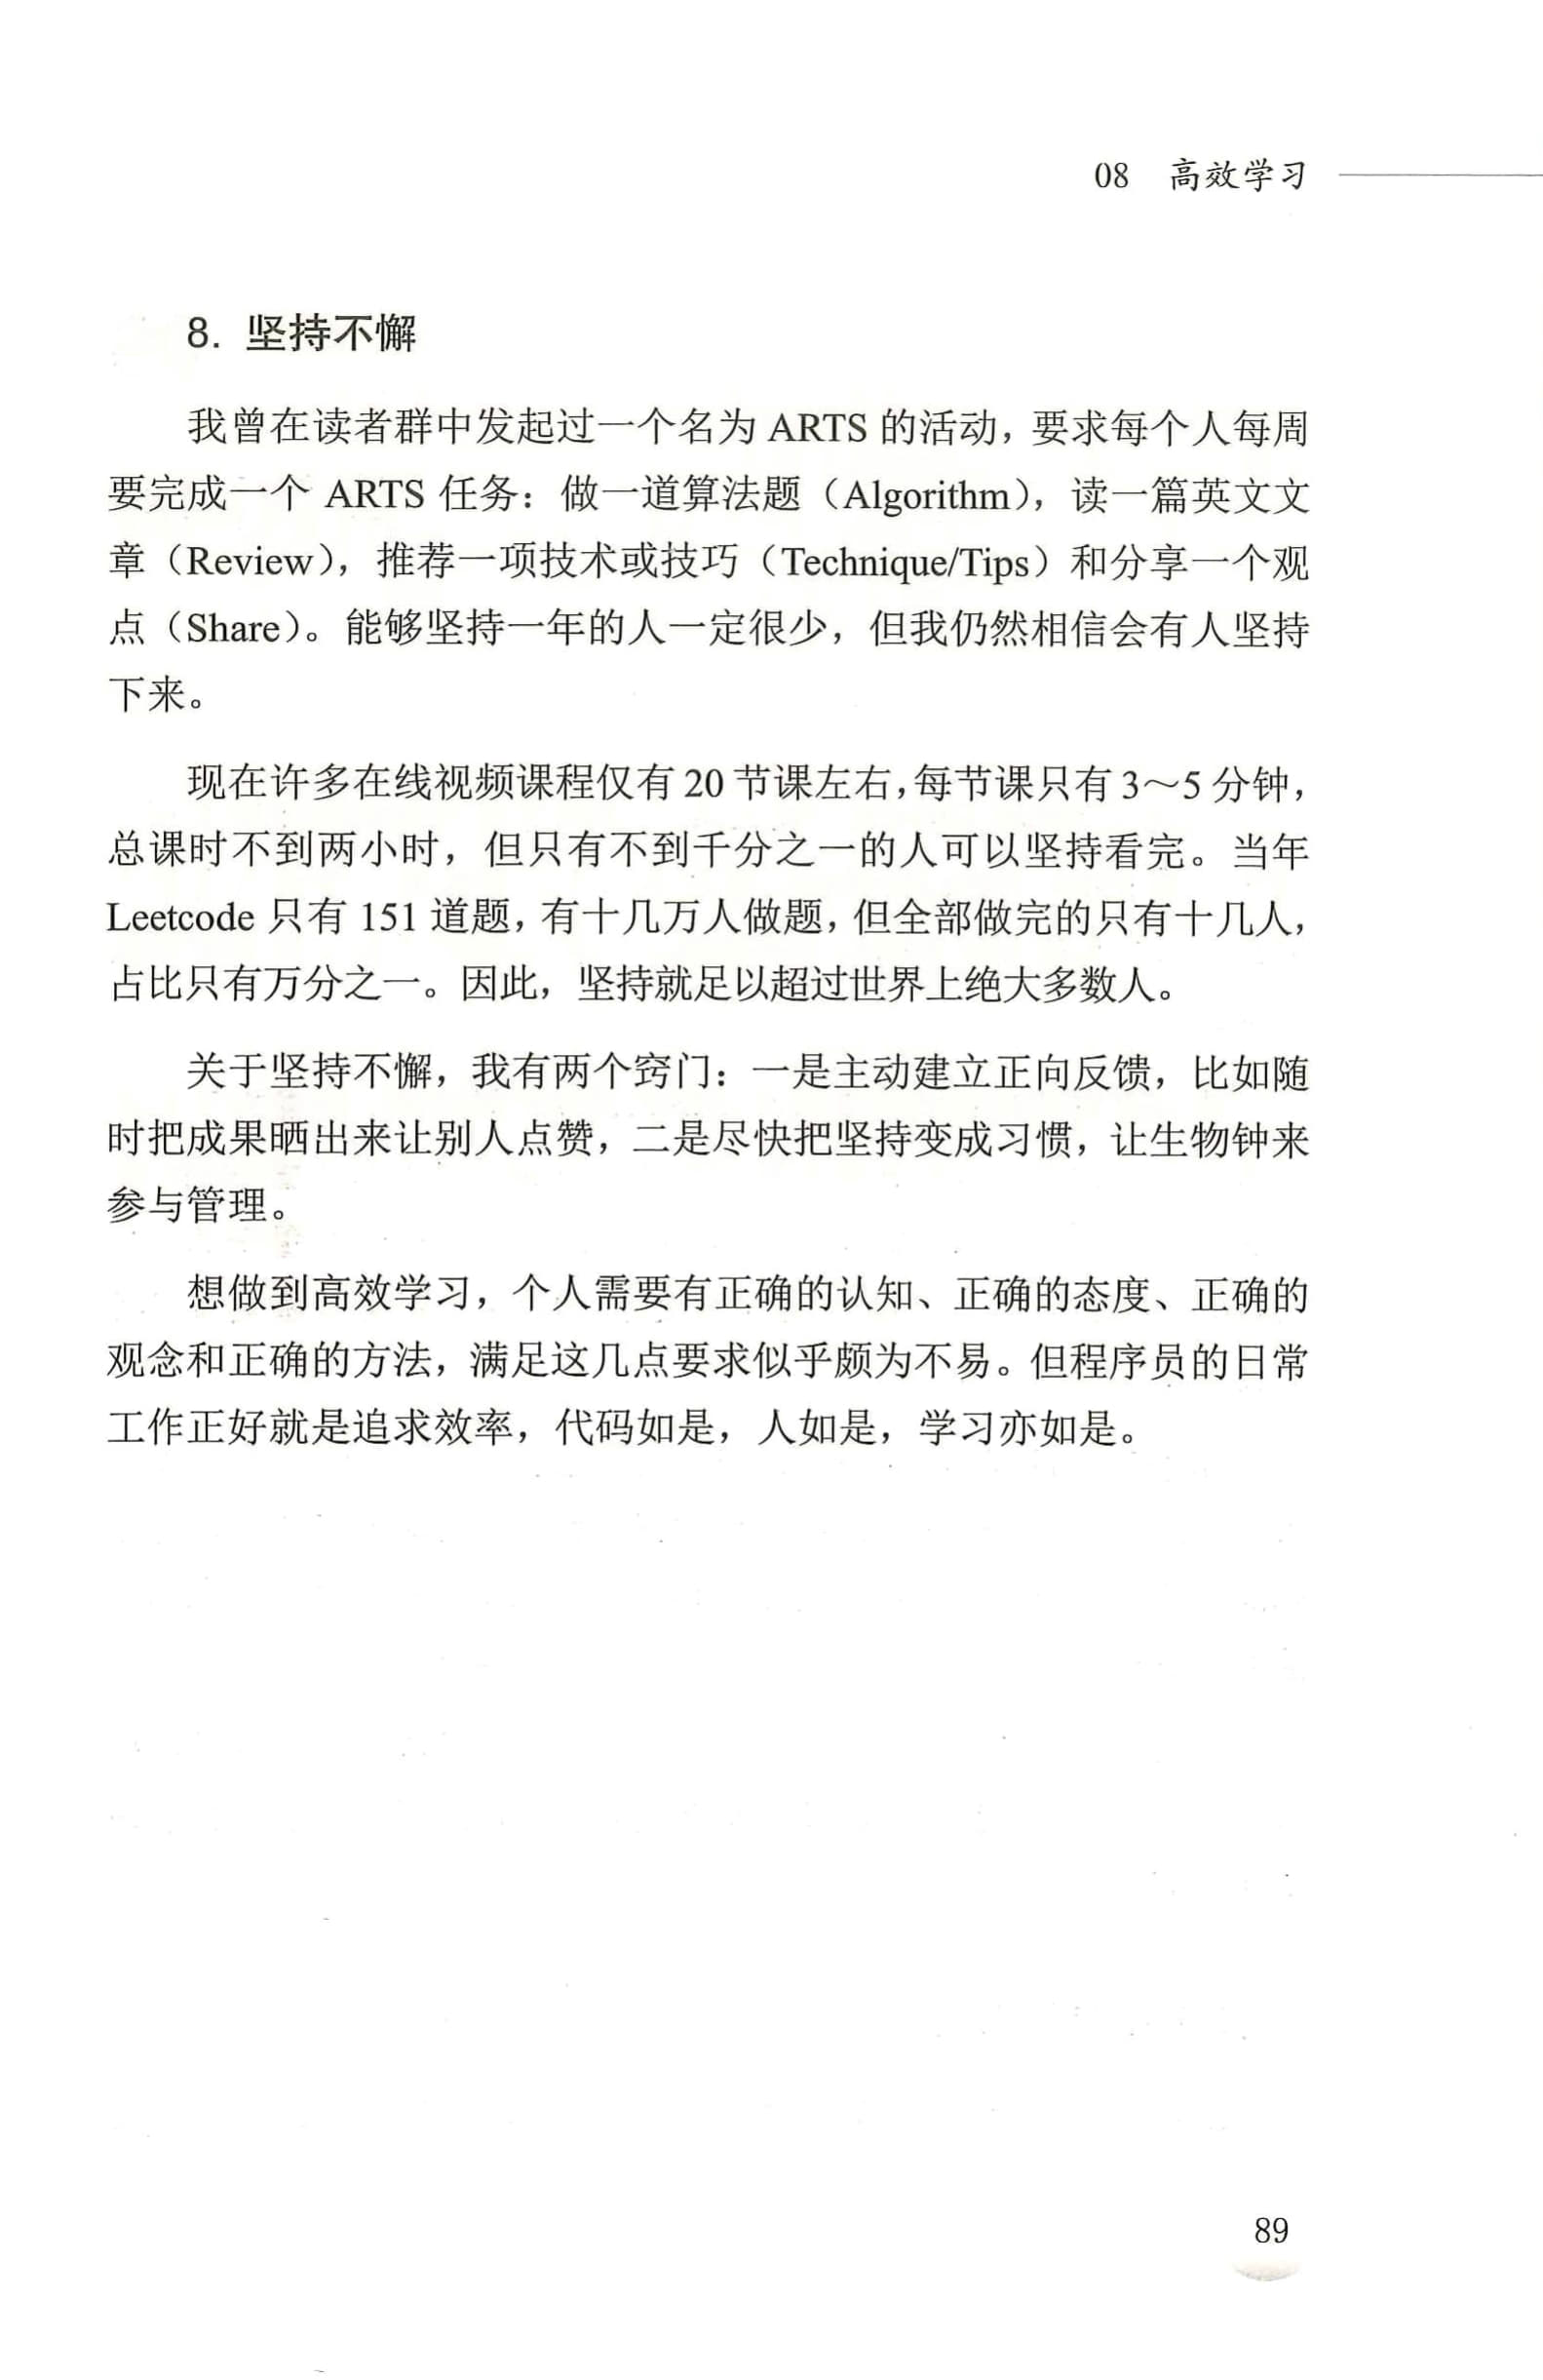 08 高效学习
8. 坚持不懈
我曾在读者群中发起过一个名为 ARTS 的活动，要求每个人每周
要完成一个 ARTS 任务：做一道算法题（Algorithm），读一篇英文文
章（Review），推荐一项技术或技巧（Technique/Tips）和分享一个观
点（Share）。能够坚持一年的人一定很少，但我仍然相信会有人坚持
下来。
现在许多在线视频课程仅有 20 节课左右，每节课只有 3～5 分钟，
总课时不到两小时，但只有不到千分之一的人可以坚持看完。当年
Leetcode 只有 151 道题，有十几万人做题，但全部做完的只有十几人，
占比只有万分之一。因此，坚持就足以超过世界上绝大多数人。
关于坚持不懈，我有两个窍门：一是主动建立正向反馈，比如随
时把成果晒出来让别人点赞，二是尽快把坚持变成习惯，让生物钟来
参与管理。
想做到高效学习，个人需要有正确的认知、正确的态度、正确的
观念和正确的方法，满足这几点要求似乎颇为不易。但程序员的日常
工作正好就是追求效率，代码如是，人如是，学习亦如是。
89